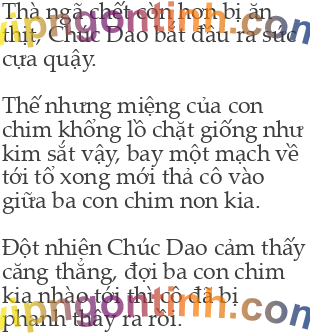 Thà ngã chết còn hơn bị ăn
thịt, Chúc Dao bắt đầu ra sức
cựa quậy.
Thế nhưng miệng của con
chim khổng lồ chặt giống như
kìm sắt vậy, bay một mạch về
tới tổ xong mới thả cô vào
giữa ba con chim non kia.
Đột nhiên Chúc Dao cảm thấy
căng thẳng, đợi ba con chim
kia nhào tới thì cô đã bị
phanh thây ra rồi.
vipngontinh.com
vipngontinh.com